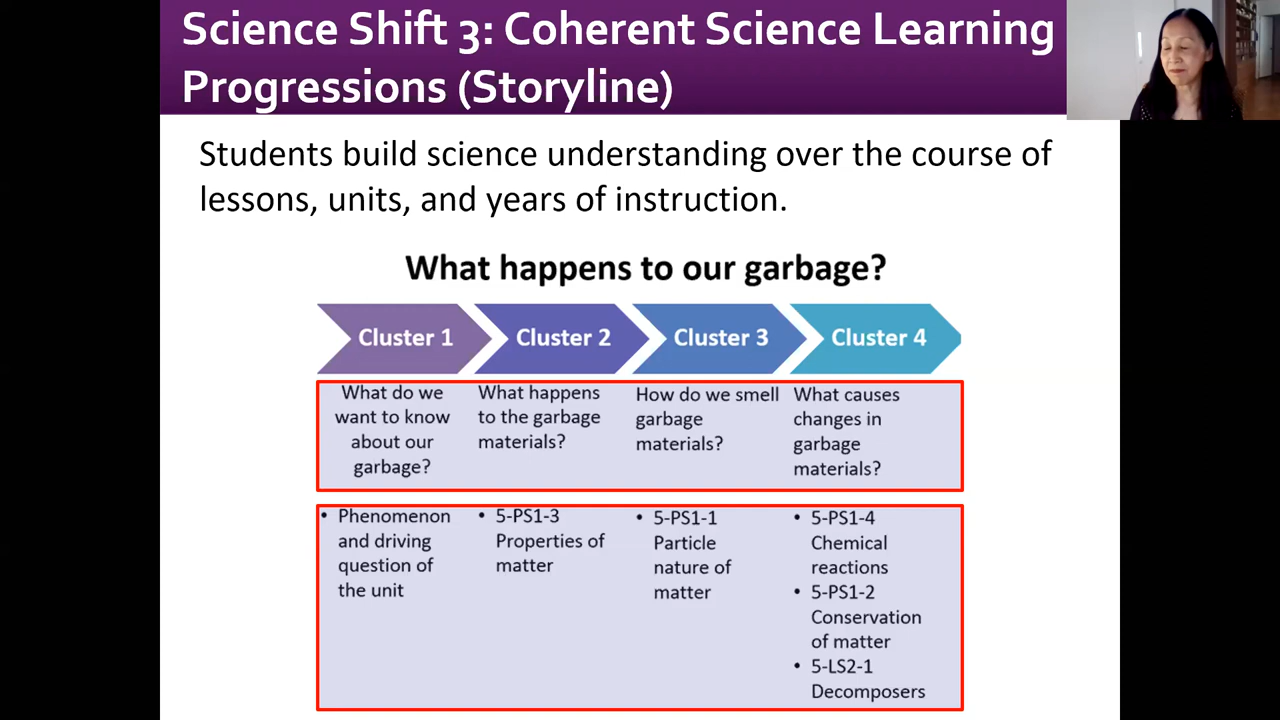 Science Shift 3: Coherent Science Learning
Progressions (Storyline)
Students build science understanding over the course of
lessons, units, and years of instruction.
What happens to our garbage?
Cluster 1
Cluster 2
Cluster 3
Cluster 4
What do we
want to know
about our
garbage?
What happens
to the garbage
materials?
How do we smell
garbage
materials?
What causes
changes in
garbage
materials?
• Phenomenon
and driving
question of
the unit
• 5-PS1-3
Properties of
matter
• 5-PS1-1
Particle
nature of
matter
• 5-PS1-4
Chemical
reactions
• 5-PS1-2
Conservation
of matter
• 5-LS2-1
Decomposers